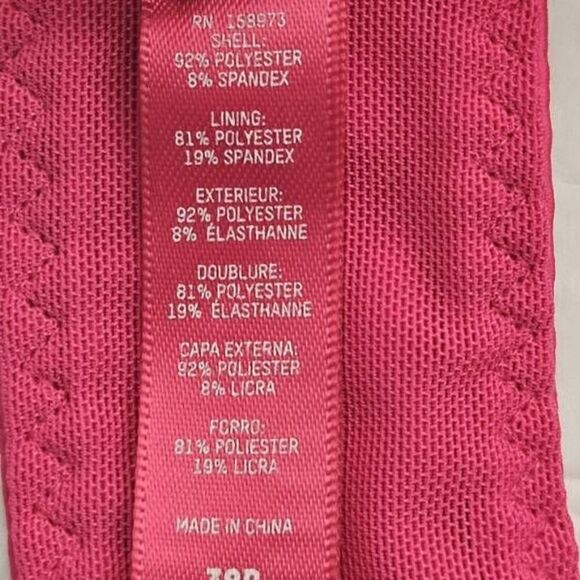 RN 158973
SHELL:
92% POLYESTER
8% SPANDEX
LINING:
81% POLYESTER
19% SPANDEX
EXTERIEUR:
92% POLYESTER
8% ÉLASTHANNE
DOUBLURE:
81% POLYESTER
19% ÉLASTHANNE
CAPA EXTERNA:
92% POLIESTER
8% LICRA
FORRO:
81% POLIESTER
19% LICRA
MADE IN CHINA